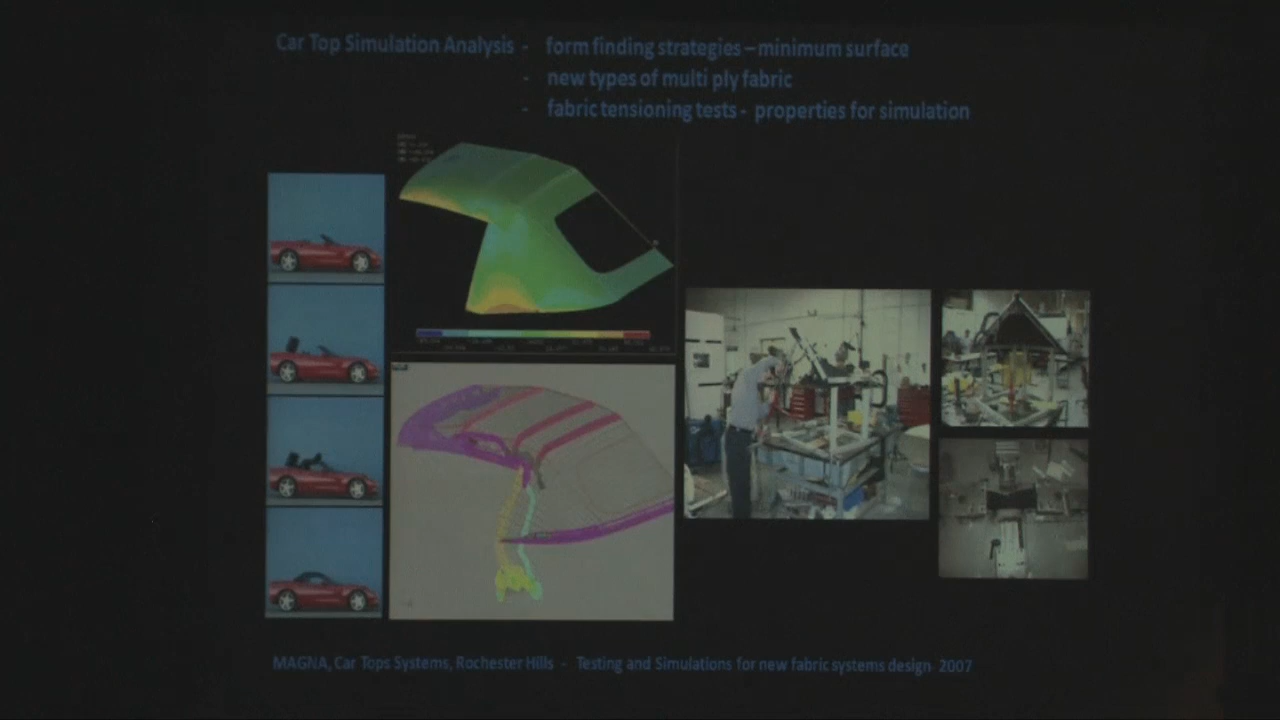 Car Top Simulation Analysis - form finding strategies – minimum surface
- new types of multi ply fabric
- fabric tensioning tests - properties for simulation
MAGNA, Car Tops Systems, Rochester Hills - Testing and Simulations for new fabric systems design 2007